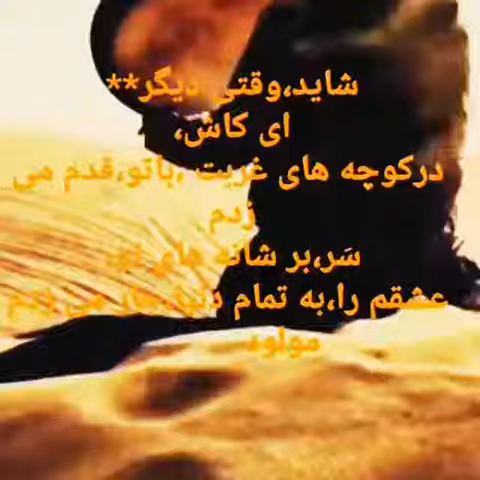 شاید،وقتی دیگر**
ای کاش،
درکوچه های غربت ،باتو،قدم می
زدم
سَر،بر شانه های تو،
عشقم را،به تمام می زدم
مولود